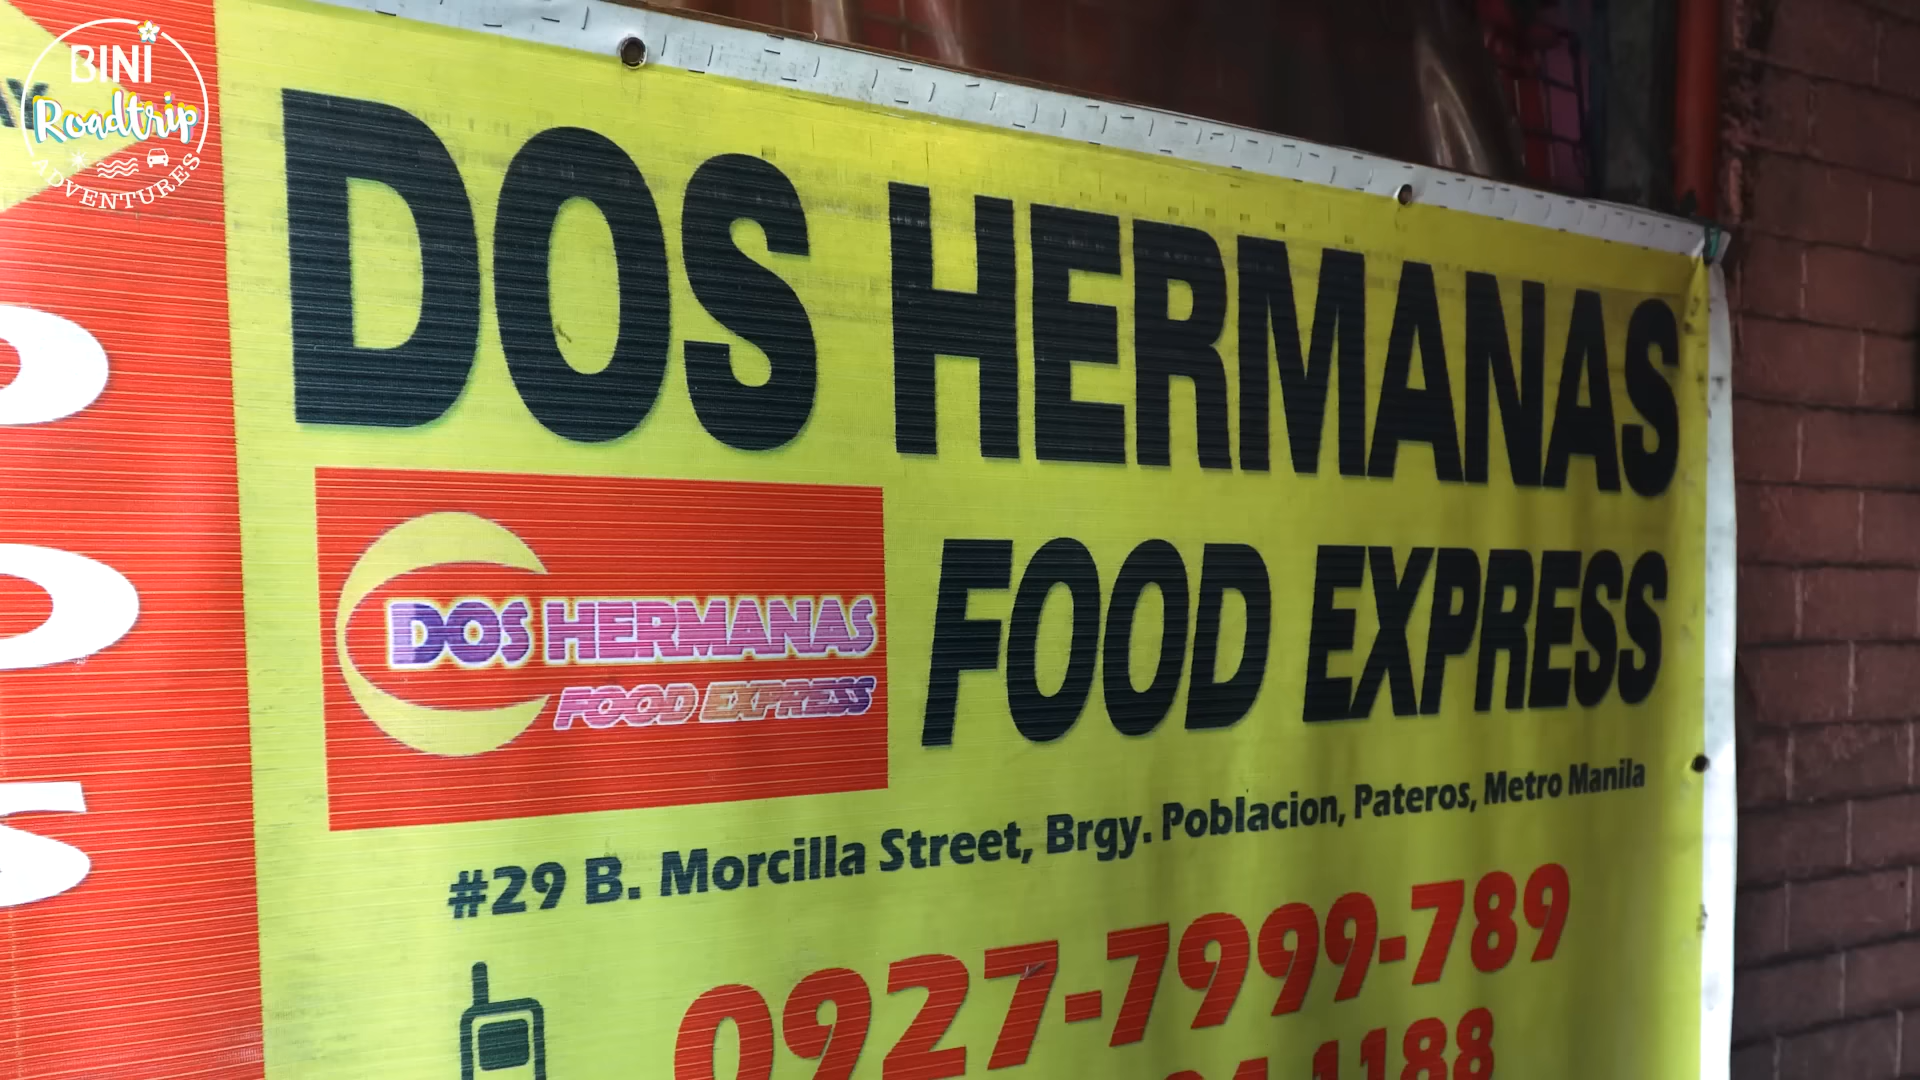 BINI
Roadtrip
ADVENTURES
DOS HERMANAS
DOS HERMANAS
FOOD EXPRESS
FOOD EXPRESS
#29 B. Morcilla Street, Brgy. Poblacion, Pateros, Metro Manila
0927-7999-789
1188